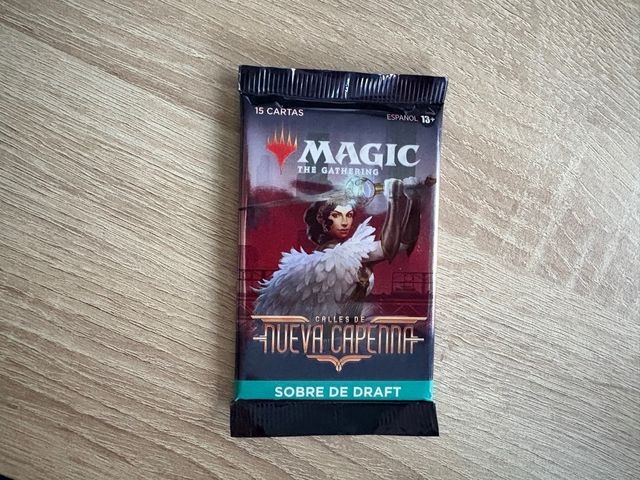 15 CARTAS
ESPAÑOL 13+
MAGIC
THE GATHERING
CALLES DE
NUEVA CAPENNA
SOBRE DE DRAFT